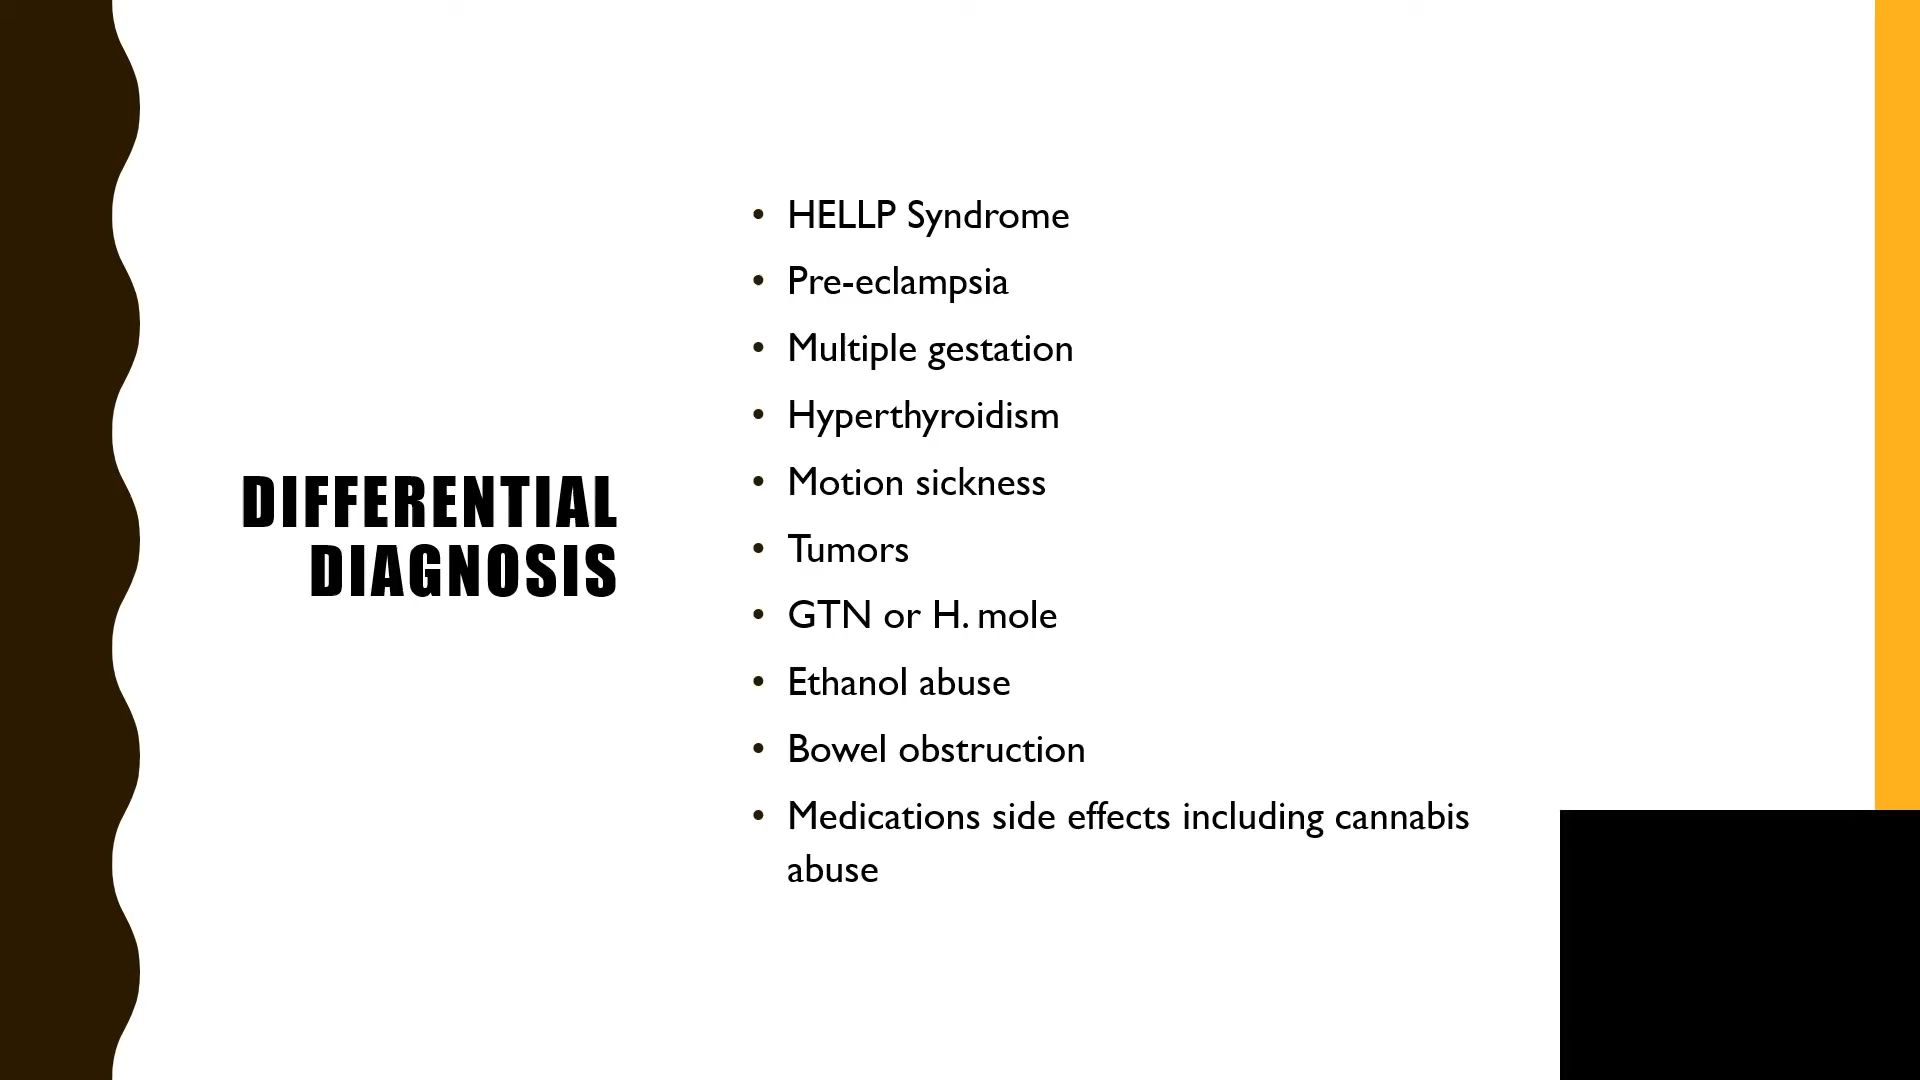 DIFFERENTIAL
DIAGNOSIS
• HELLP Syndrome
• Pre-eclampsia
• Multiple gestation
• Hyperthyroidism
• Motion sickness
• Tumors
• GTN or H. mole
• Ethanol abuse
• Bowel obstruction
• Medications side effects including cannabis
abuse